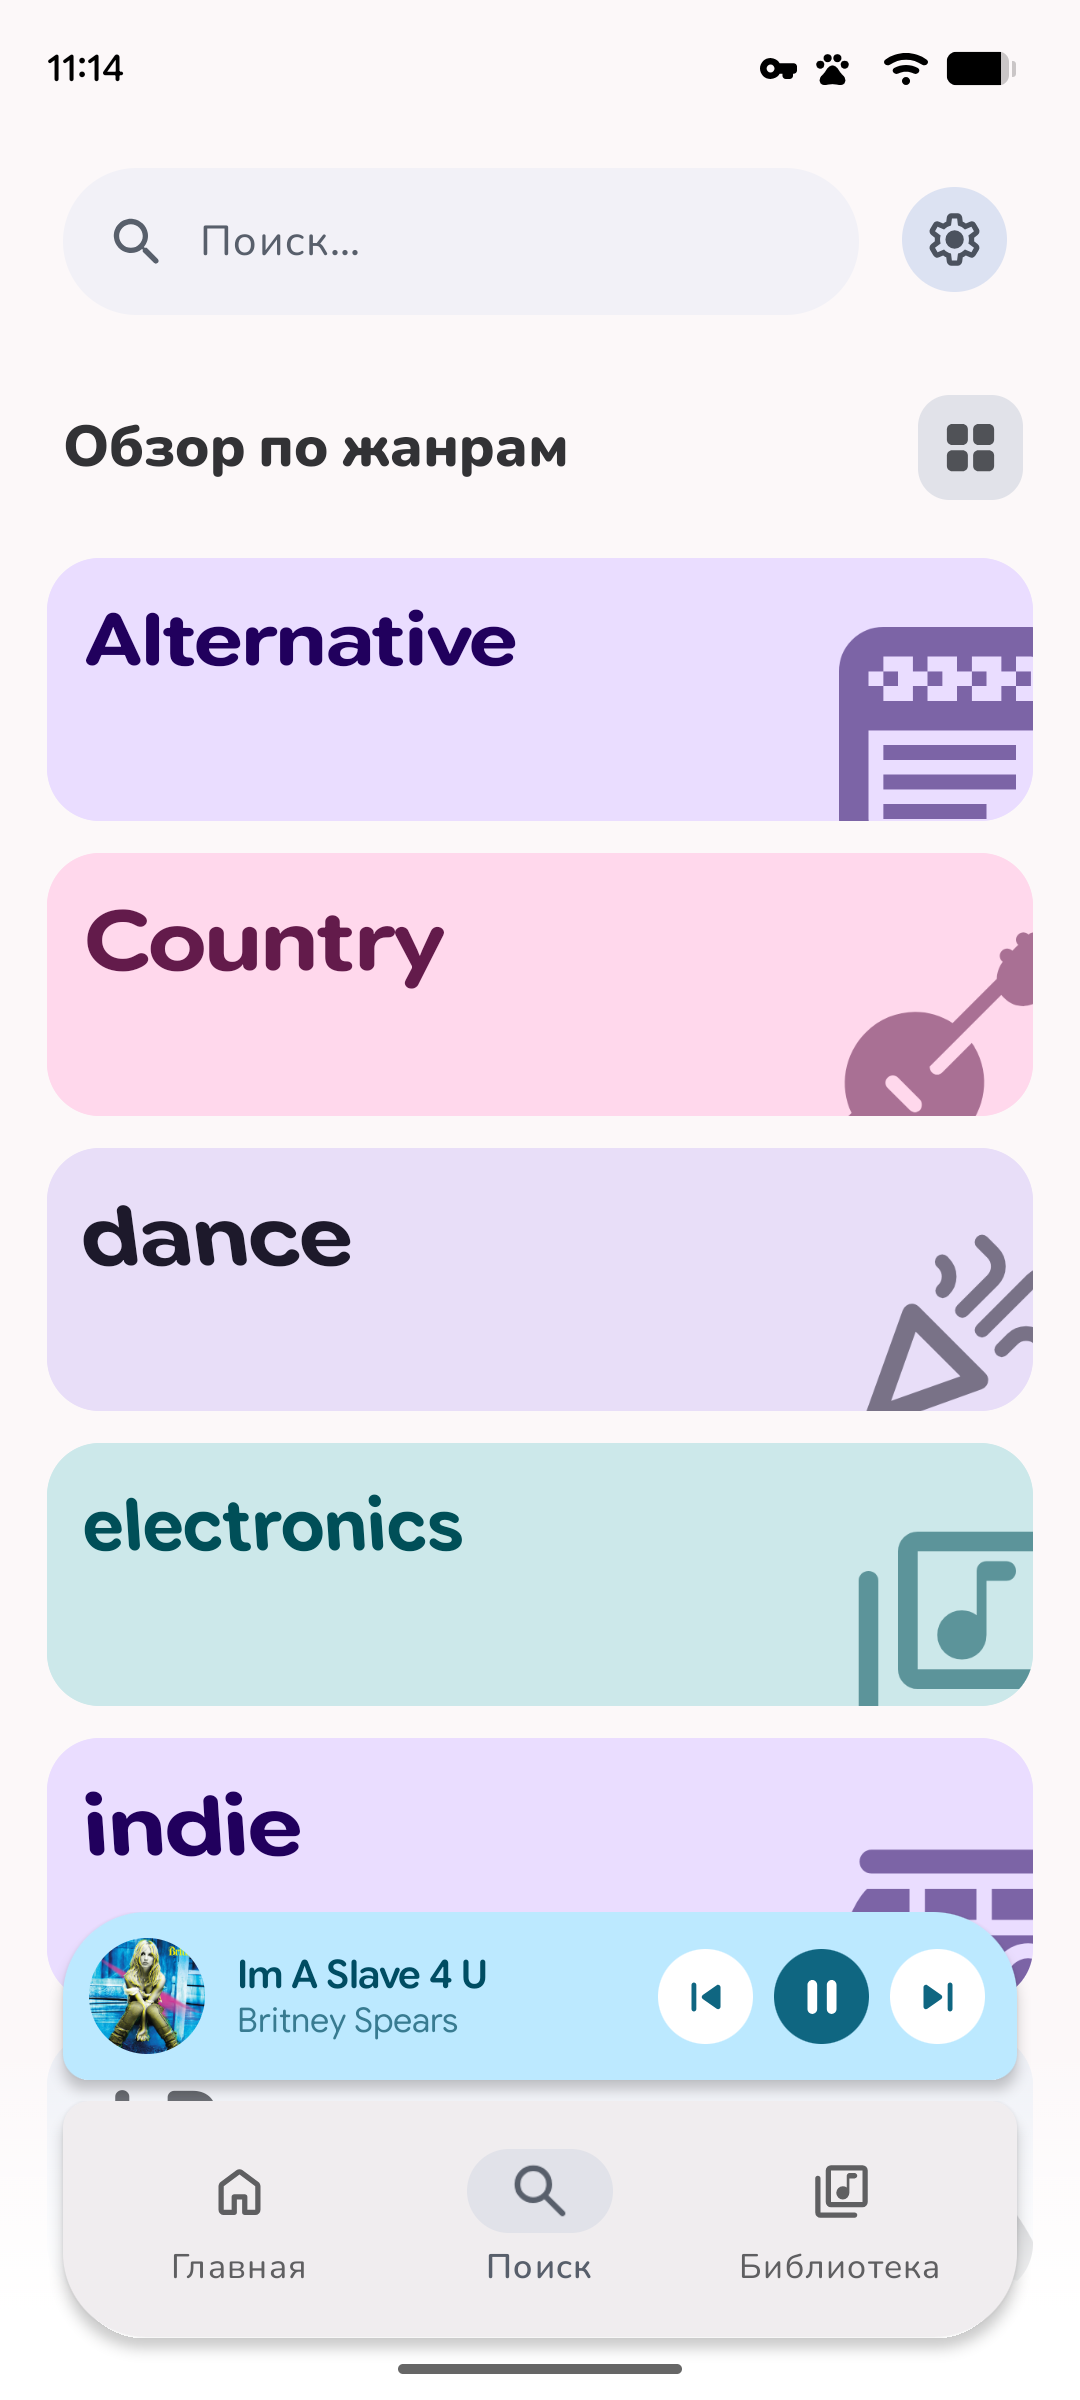 11:14
Поиск...
Обзор по жанрам
Alternative
Country
dance
electronics
indie
Im A Slave 4 U
Britney Spears
Главная
Поиск
Библиотека